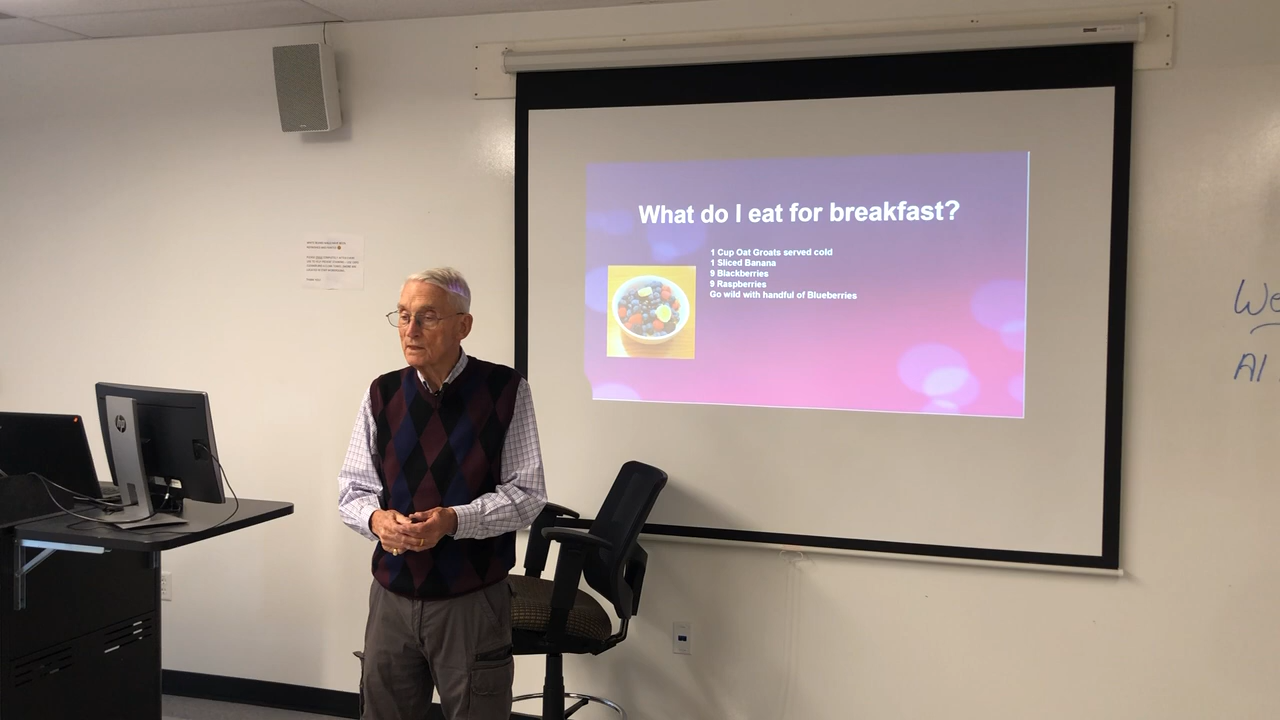 What do I eat for breakfast?
1 Cup Oat Groats served cold
1 Sliced Banana
9 Blackberries
9 Raspberries
Go wild with handful of Blueberries
We
AI
hp